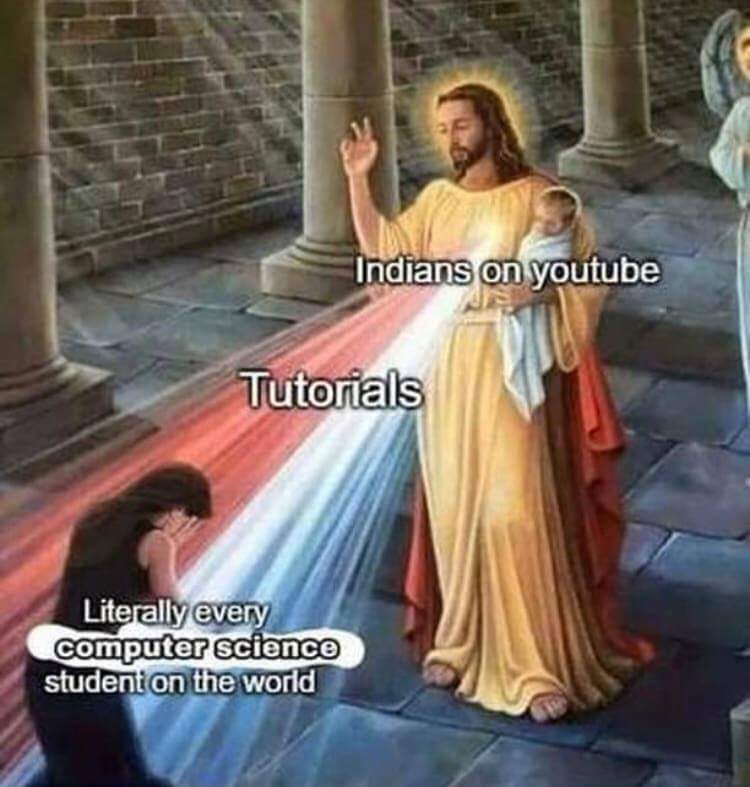 Indians on youtube
Tutorials
Literally every
computer science
student on the world